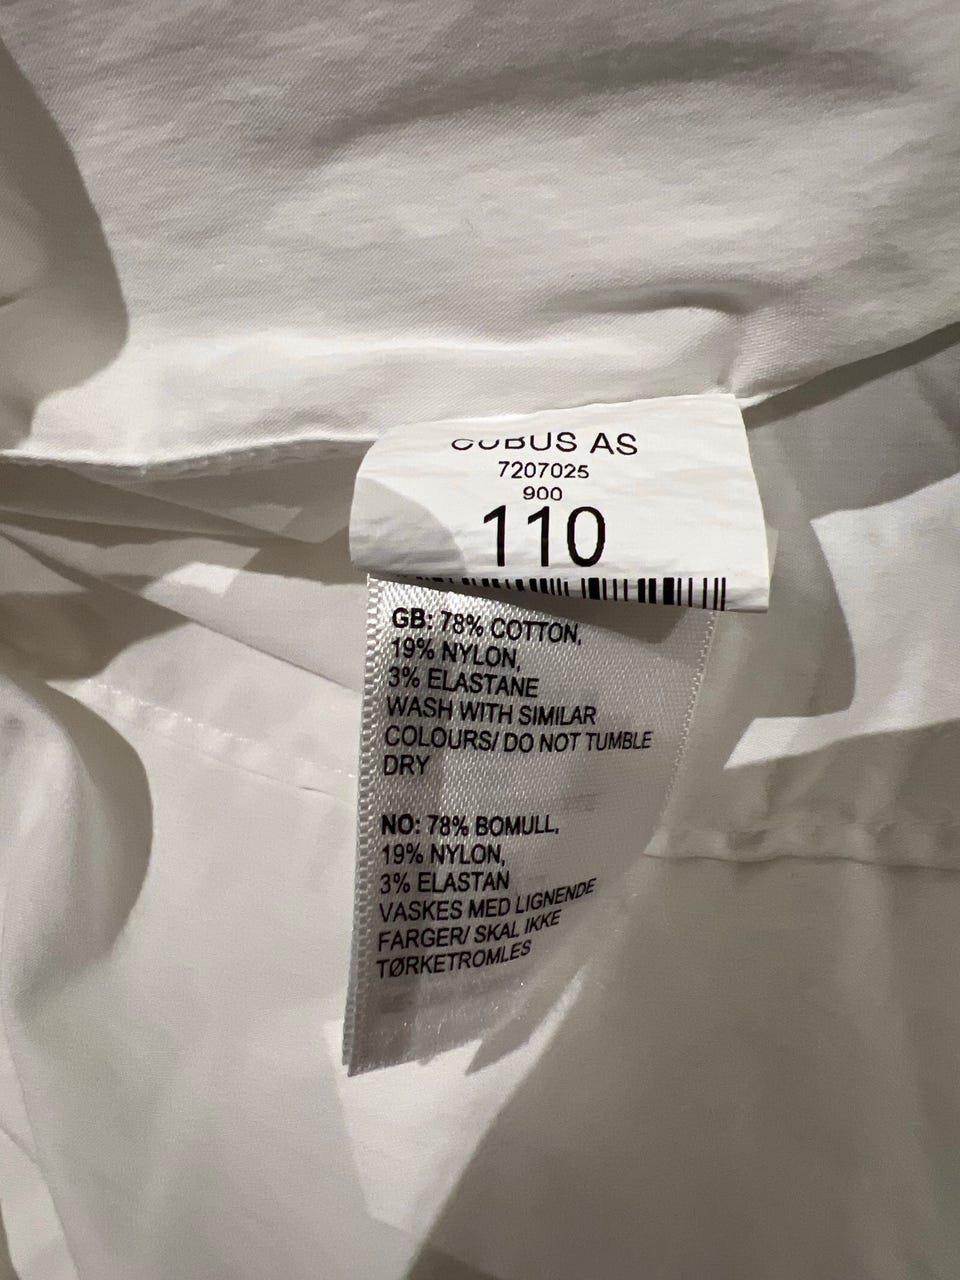 CUBUS AS
7207025
900
110
GB: 78% COTTON,
19% NYLON,
3% ELASTANE
WASH WITH SIMILAR
COLOURS/ DO NOT TUMBLE
DRY
NO: 78% BOMULL,
19% NYLON,
3% ELASTAN
VASKES MED LIGNENDE
FARGER/ SKAL IKKE
TØRKETROMLES